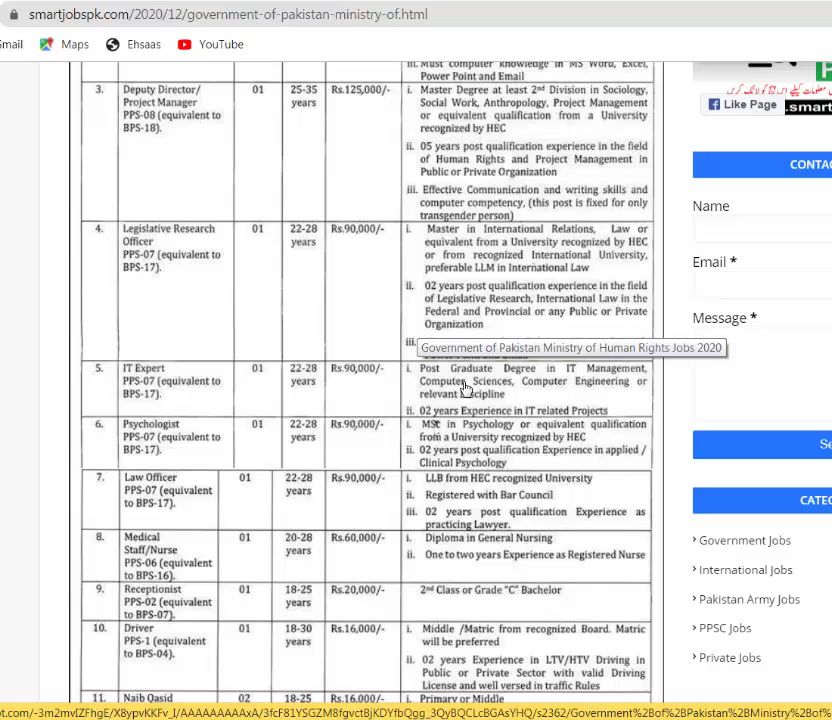 smartjobspk.com/2020/12/government-of-pakistan-ministry-of.html
Gmail Maps Ehsaas YouTube
iii. Must computer knowledge in MS Word, Excel,
Power Point and Email
3. Deputy Director/
Project Manager
PPS-08 (equivalent to
BPS-18).
01
25-35
years
Rs.125,000/-
i. Master Degree at least 2nd Division in Sociology,
Social Work, Anthropology, Project Management
or equivalent qualification from a University
recognized by HEC
ii. 05 years post qualification experience in the field
of Human Rights and Project Management in
Public or Private Organization
iii. Effective Communication and writing skills and
computer competency, (this post is fixed for only
transgender person)
4. Legislative Research
Officer
PPS-07 (equivalent to
BPS-17).
01
22-28
years
Rs.90,000/-
i. Master in International Relations, Law or
equivalent from a University recognized by HEC
or from recognized International University,
preferable LLM in International Law
ii. 02 years post qualification experience in the field
of Legislative Research, International Law in the
Federal and Provincial or any Public or Private
Organization
iii.
Government of Pakistan Ministry of Human Rights Jobs 2020
5. IT Expert
PPS-07 (equivalent to
BPS-17).
01
22-28
years
Rs.90,000/-
i. Post Graduate Degree in IT Management,
Computer Sciences, Computer Engineering or
relevant discipline
ii. 02 years Experience in IT related Projects
6. Psychologist
PPS-07 (equivalent to
BPS-17).
01
22-28
years
Rs.90,000/-
i. MSc in Psychology or equivalent qualification
from a University recognized by HEC
ii. 02 years post qualification Experience in applied /
Clinical Psychology
7. Law Officer
PPS-07 (equivalent
to BPS-17).
01
22-28
years
Rs.90,000/-
i. LLB from HEC recognized University
ii. Registered with Bar Council
iii. 02 years post qualification Experience as
practicing Lawyer.
8. Medical
Staff/Nurse
PPS-06 (equivalent
to BPS-16).
01
20-28
years
Rs.60,000/-
i. Diploma in General Nursing
ii. One to two years Experience as Registered Nurse
9. Receptionist
PPS-02 (equivalent
to BPS-07).
01
18-25
years
Rs.20,000/-
2nd Class or Grade "C" Bachelor
10. Driver
PPS-1 (equivalent
to BPS-04).
01
18-30
years
Rs.16,000/-
i. Middle /Matric from recognized Board. Matric
will be preferred
ii. 02 years Experience in LTV/HTV Driving in
Public or Private Sector with valid Driving
License and well versed in traffic Rules
11. Naib Qasid
02
18-25
Rs.16,000/-
i. Primary or Middle
Like Page
.smart
CONTAC
Name
Email *
Message *
Se
CATEG
Government Jobs
International Jobs
Pakistan Army Jobs
PPSC Jobs
Private Jobs